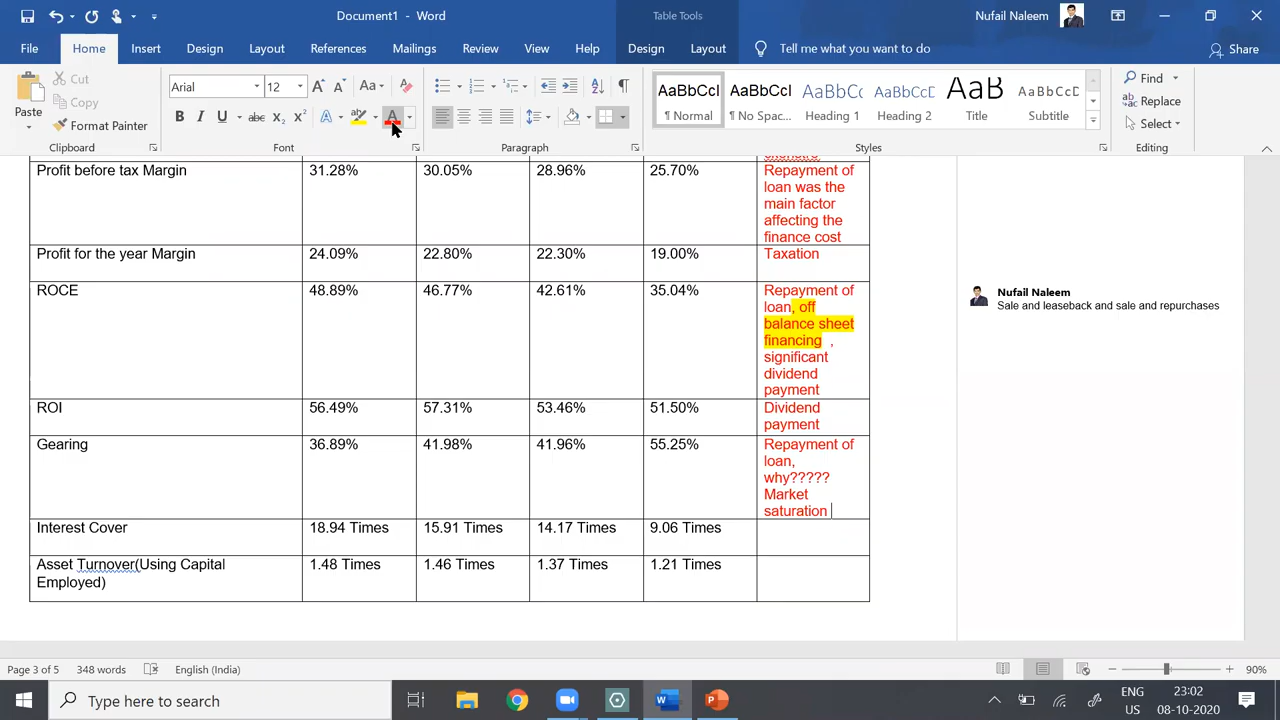 Document1 - Word
Table Tools
Nufail Naleem
File
Home
Insert
Design
Layout
References
Mailings
Review
View
Help
Design
Layout
Tell me what you want to do
Share
Paste
Cut
Copy
Format Painter
Clipboard
Arial
12
Aa
Font
Paragraph
AaBbCcI
¶ Normal
AaBbCcI
¶ No Spac...
AaBbCc
Heading 1
AaBbCcD
Heading 2
AaB
Title
AaBbCcD
Subtitle
Styles
Find
Replace
Select
Editing
Profit before tax Margin 31.28% 30.05% 28.96% 25.70% Repayment of
loan was the
main factor
affecting the
finance cost
Profit for the year Margin 24.09% 22.80% 22.30% 19.00% Taxation
ROCE 48.89% 46.77% 42.61% 35.04% Repayment of
loan, off
balance sheet
financing ,
significant
dividend
payment
ROI 56.49% 57.31% 53.46% 51.50% Dividend
payment
Gearing 36.89% 41.98% 41.96% 55.25% Repayment of
loan,
why?????
Market
saturation
Interest Cover 18.94 Times 15.91 Times 14.17 Times 9.06 Times
Asset Turnover(Using Capital 1.48 Times 1.46 Times 1.37 Times 1.21 Times
Employed)
Nufail Naleem
Sale and leaseback and sale and repurchases
Page 3 of 5
348 words
English (India)
90%
Type here to search
ENG
US
23:02
08-10-2020